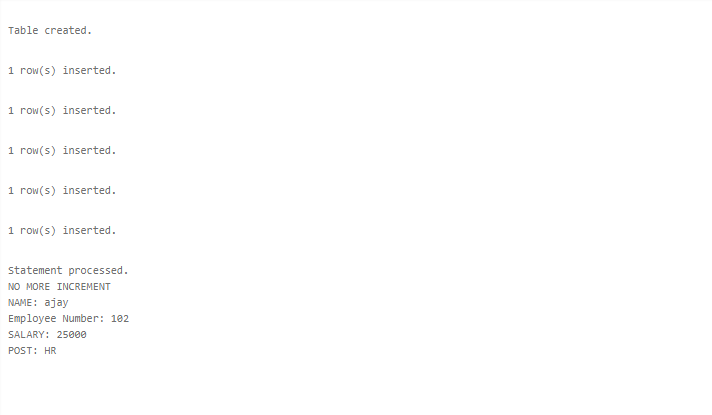 Table created.
1 row(s) inserted.
1 row(s) inserted.
1 row(s) inserted.
1 row(s) inserted.
1 row(s) inserted.
Statement processed.
NO MORE INCREMENT
NAME: ajay
Employee Number: 102
SALARY: 25000
POST: HR